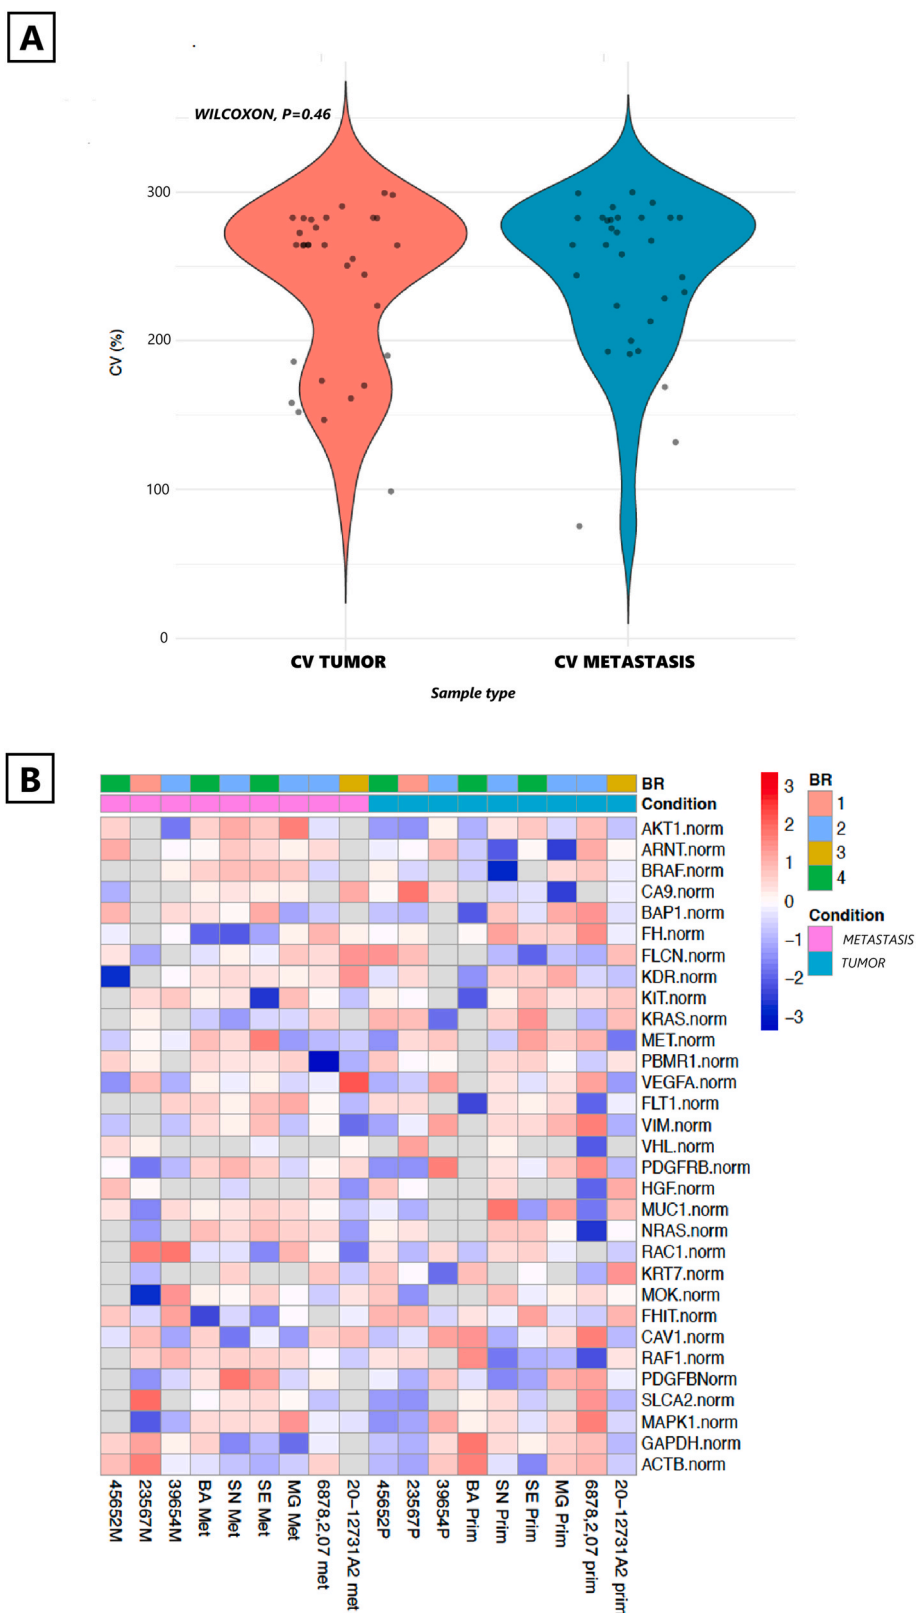 A
WILCOXON, P=0.46
300
200
100
0
CV (%)
CV TUMOR
CV METASTASIS
Sample type
B
BR
Condition
AKT1.norm
ARNT.norm
BRAF.norm
CA9.norm
BAP1.norm
FH.norm
FLCN.norm
KDR.norm
KIT.norm
KRAS.norm
MET.norm
PBMR1.norm
VEGFA.norm
FLT1.norm
VIM.norm
VHL.norm
PDGFRB.norm
HGF.norm
MUC1.norm
NRAS.norm
RAC1.norm
KRT7.norm
MOK.norm
FHIT.norm
CAV1.norm
RAF1.norm
PDGFBNorm
SLCA2.norm
MAPK1.norm
GAPDH.norm
ACTB.norm
45652M
23567M
39654M
BA Met
SN Met
SE Met
MG Met
6878,2,07 met
20-12731A2 met
45652P
23567P
39654P
BA Prim
SN Prim
SE Prim
MG Prim
6878,2,07 prim
20-12731A2 prim
3
2
1
0
−1
−2
−3
BR
1
2
3
4
Condition
METASTASIS
TUMOR